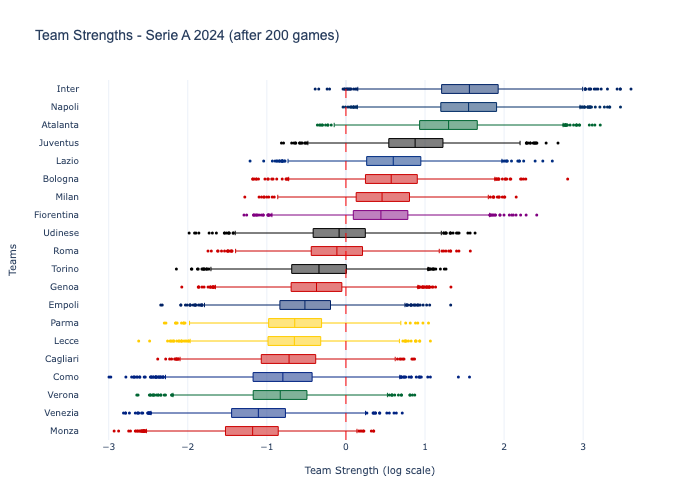 Team Strengths - Serie A 2024 (after 200 games)
Inter
Napoli
Atalanta
Juventus
Lazio
Bologna
Milan
Fiorentina
Udinese
Roma
Torino
Genoa
Empoli
Parma
Lecce
Cagliari
Como
Verona
Venezia
Monza
Teams
−3 −2 −1 0 1 2 3
Team Strength (log scale)